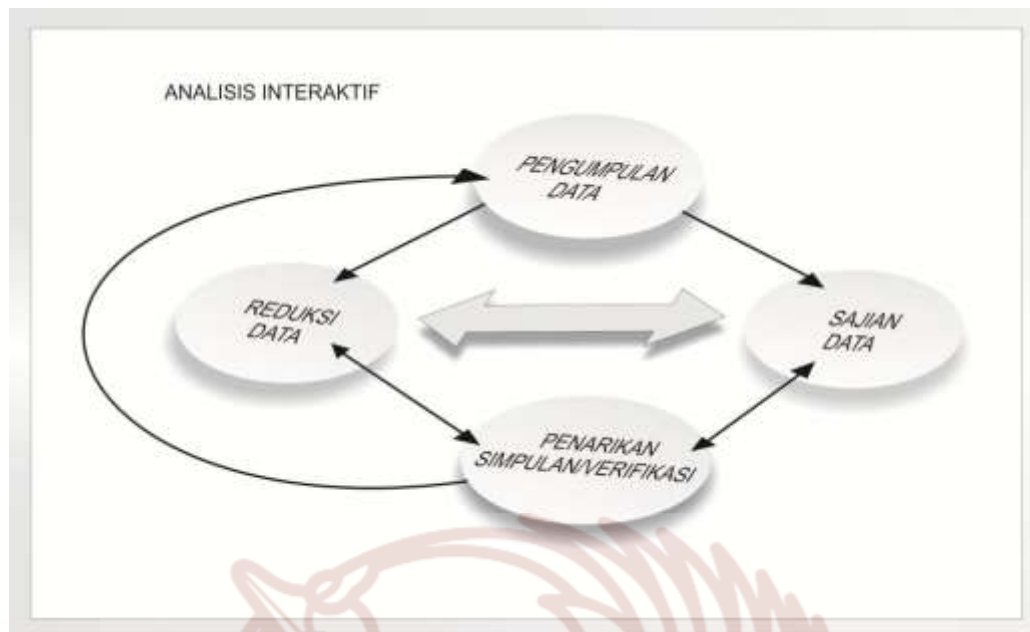 ANALISIS INTERAKTIF
PENGUMPULAN
DATA
REDUKSI
DATA
SAJIAN
DATA
PENARIKAN
SIMPULAN/VERIFIKASI